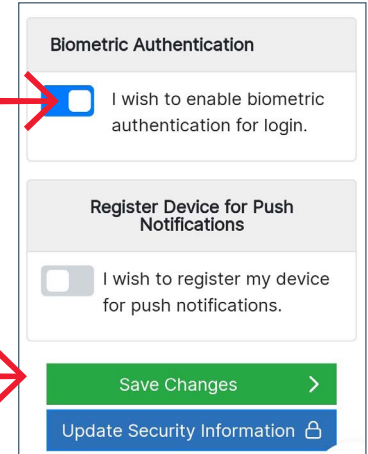 Biometric Authentication
I wish to enable biometric
authentication for login.
Register Device for Push
Notifications
I wish to register my device
for push notifications.
Save Changes
Update Security Information